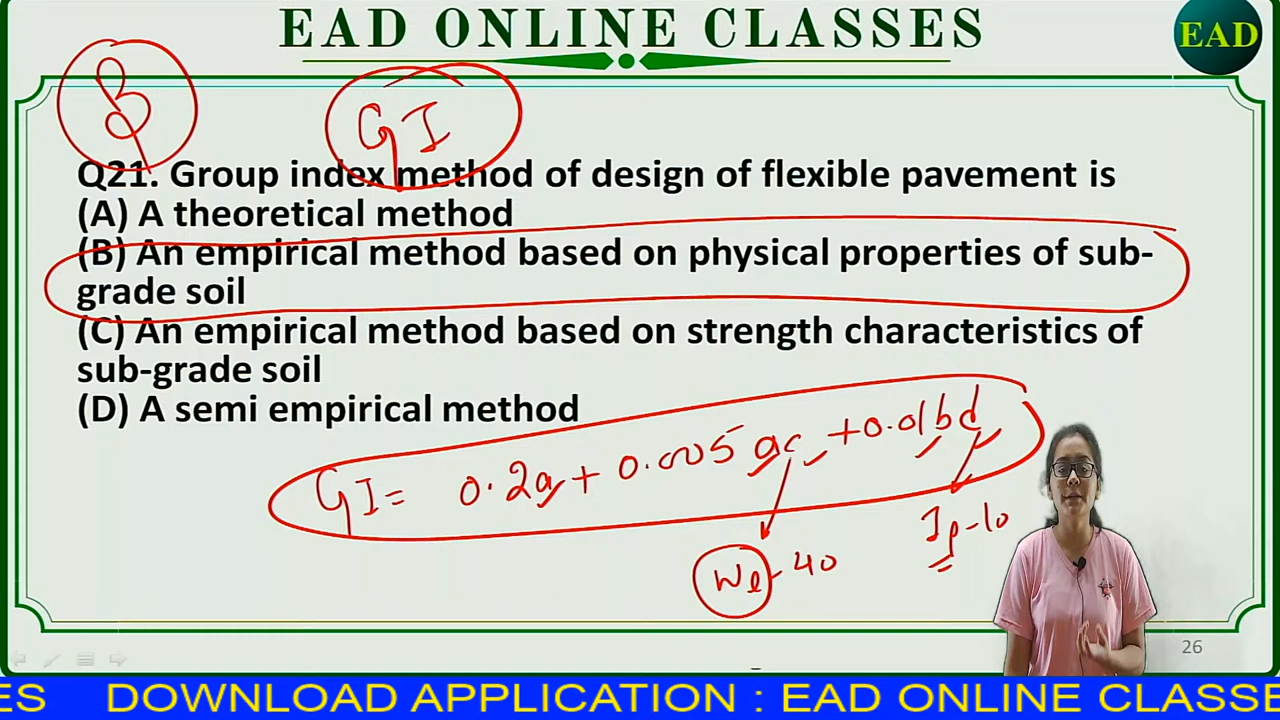 EAD ONLINE CLASSES
EAD
B
GI
Q21. Group index method of design of flexible pavement is
(A) A theoretical method
(B) An empirical method based on physical properties of sub-
grade soil
(C) An empirical method based on strength characteristics of
sub-grade soil
(D) A semi empirical method
GI = 0.2a + 0.005 ac + 0.01bd
Ip-10
Wl-40
26
ES DOWNLOAD APPLICATION : EAD ONLINE CLASSE